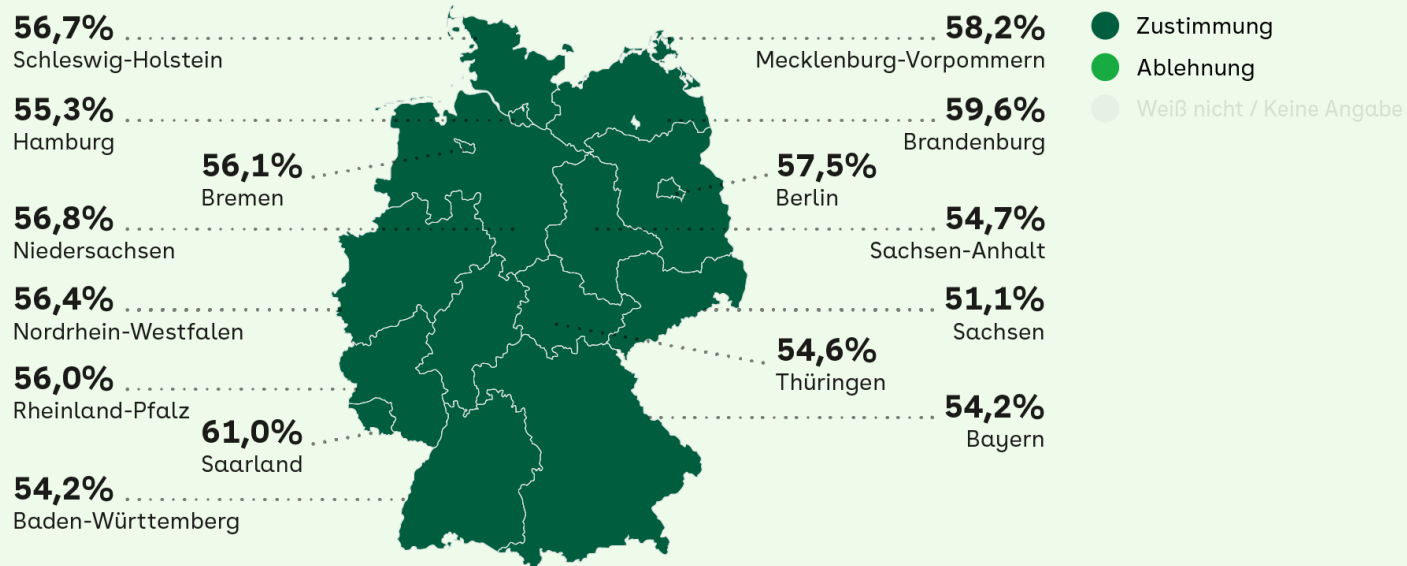 56,7%
Schleswig-Holstein
55,3%
Hamburg
56,1%
Bremen
56,8%
Niedersachsen
56,4%
Nordrhein-Westfalen
56,0%
Rheinland-Pfalz
61,0%
Saarland
54,2%
Baden-Württemberg
58,2%
Mecklenburg-Vorpommern
59,6%
Brandenburg
57,5%
Berlin
54,7%
Sachsen-Anhalt
51,1%
Sachsen
54,6%
Thüringen
54,2%
Bayern
Zustimmung
Ablehnung
Weiß nicht / Keine Angabe